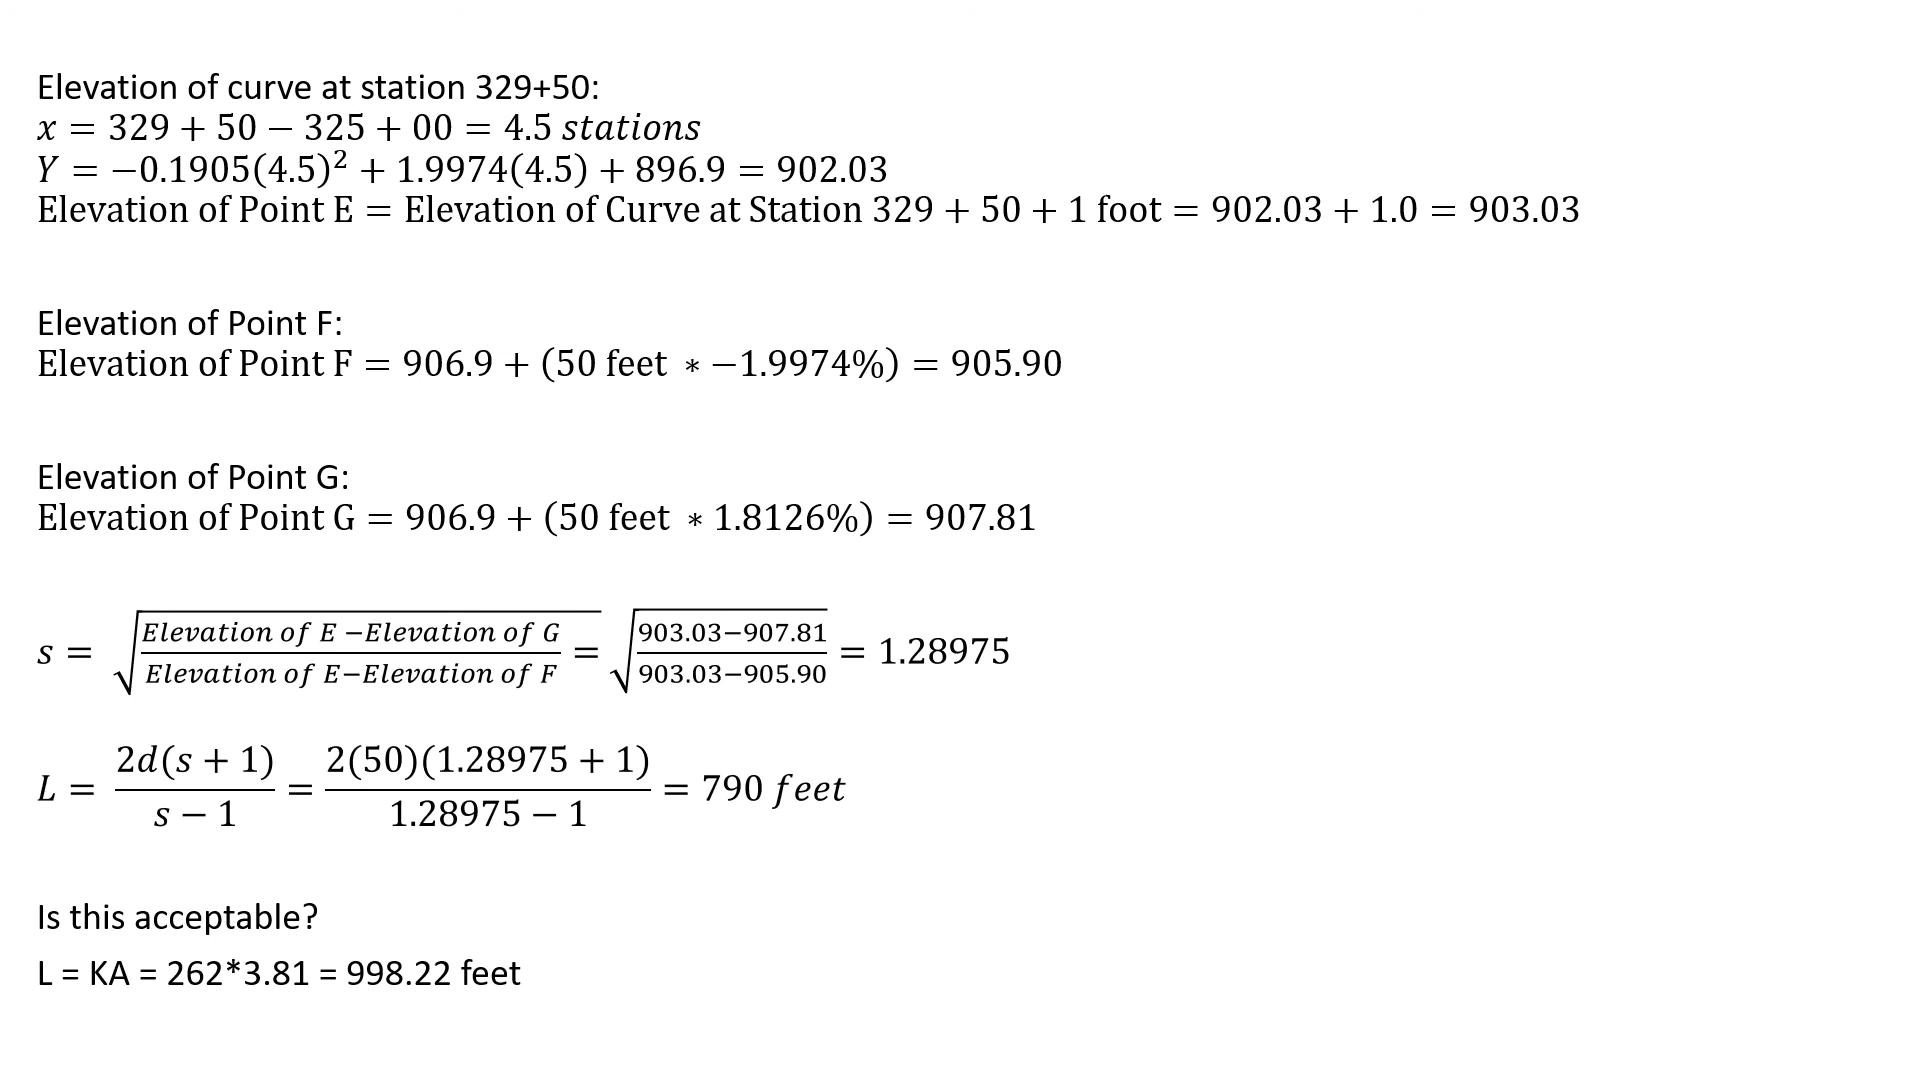 Elevation of curve at station 329+50:
x = 329 + 50 − 325 + 00 = 4.5 stations
Y = −0.1905(4.5)² + 1.9974(4.5) + 896.9 = 902.03
Elevation of Point E = Elevation of Curve at Station 329 + 50 + 1 foot = 902.03 + 1.0 = 903.03
Elevation of Point F:
Elevation of Point F = 906.9 + (50 feet ∗ −1.9974%) = 905.90
Elevation of Point G:
Elevation of Point G = 906.9 + (50 feet ∗ 1.8126%) = 907.81
s = √((Elevation of E −Elevation of G)/(Elevation of E−Elevation of F)) = √((903.03−907.81)/(903.03−905.90)) = 1.28975
L = (2d(s + 1))/(s − 1) = (2(50)(1.28975 + 1))/(1.28975 − 1) = 790 feet
Is this acceptable?
L = KA = 262*3.81 = 998.22 feet